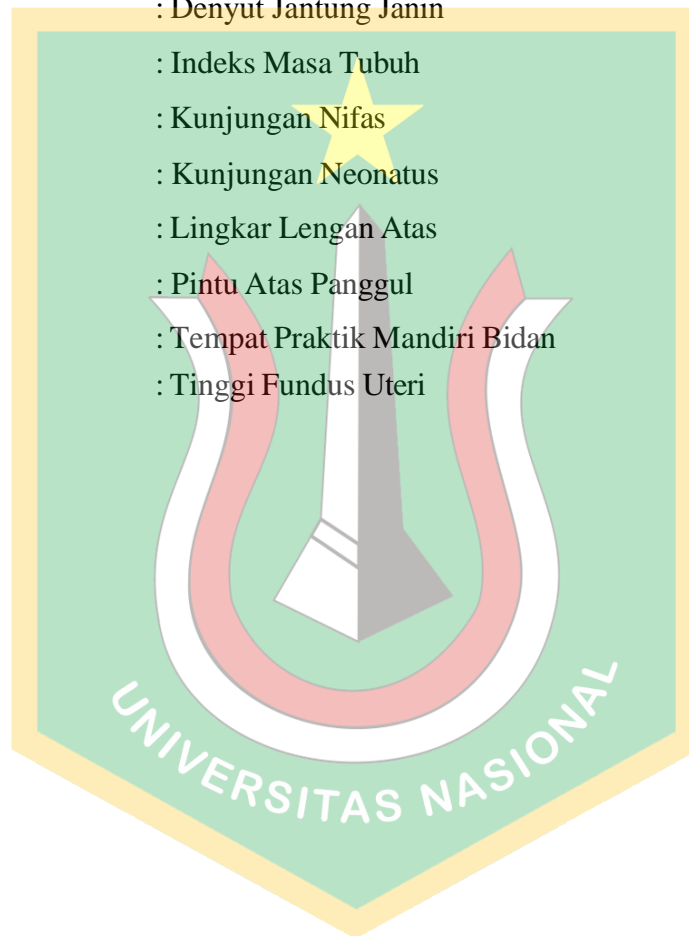 : Denyut Jantung Janin
: Indeks Masa Tubuh
: Kunjungan Nifas
: Kunjungan Neonatus
: Lingkar Lengan Atas
: Pintu Atas Panggul
: Tempat Praktik Mandiri Bidan
: Tinggi Fundus Uteri
UNIVERSITAS NASIONAL